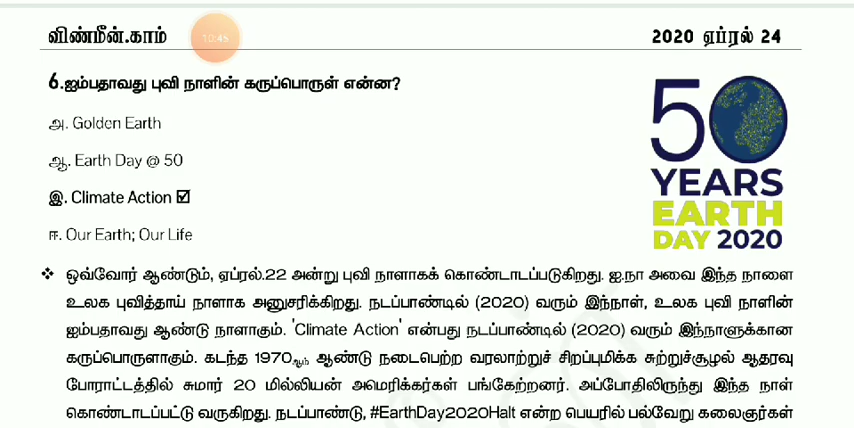 விண்மீன்.காம்
10:45
2020 ஏப்ரல் 24
6.ஐம்பதாவது புவி நாளின் கருப்பொருள் என்ன?
அ. Golden Earth
ஆ. Earth Day @ 50
இ. Climate Action ☑
ஈ. Our Earth; Our Life
50
YEARS
EARTH
DAY 2020
❖ ஒவ்வோர் ஆண்டும், ஏப்ரல்.22 அன்று புவி நாளாகக் கொண்டாடப்படுகிறது. ஐ.நா அவை இந்த நாளை
உலக புவித்தாய் நாளாக அனுசரிக்கிறது. நடப்பாண்டில் (2020) வரும் இந்நாள், உலக புவி நாளின்
ஐம்பதாவது ஆண்டு நாளாகும். 'Climate Action' என்பது நடப்பாண்டில் (2020) வரும் இந்நாளுக்கான
கருப்பொருளாகும். கடந்த 1970ஆம் ஆண்டு நடைபெற்ற வரலாற்றுச் சிறப்புமிக்க சுற்றுச்சூழல் ஆதரவு
போராட்டத்தில் சுமார் 20 மில்லியன் அமெரிக்கர்கள் பங்கேற்றனர். அப்போதிலிருந்து இந்த நாள்
கொண்டாடப்பட்டு வருகிறது. நடப்பாண்டு, #EarthDay2020Halt என்ற பெயரில் பல்வேறு கலைஞர்கள்